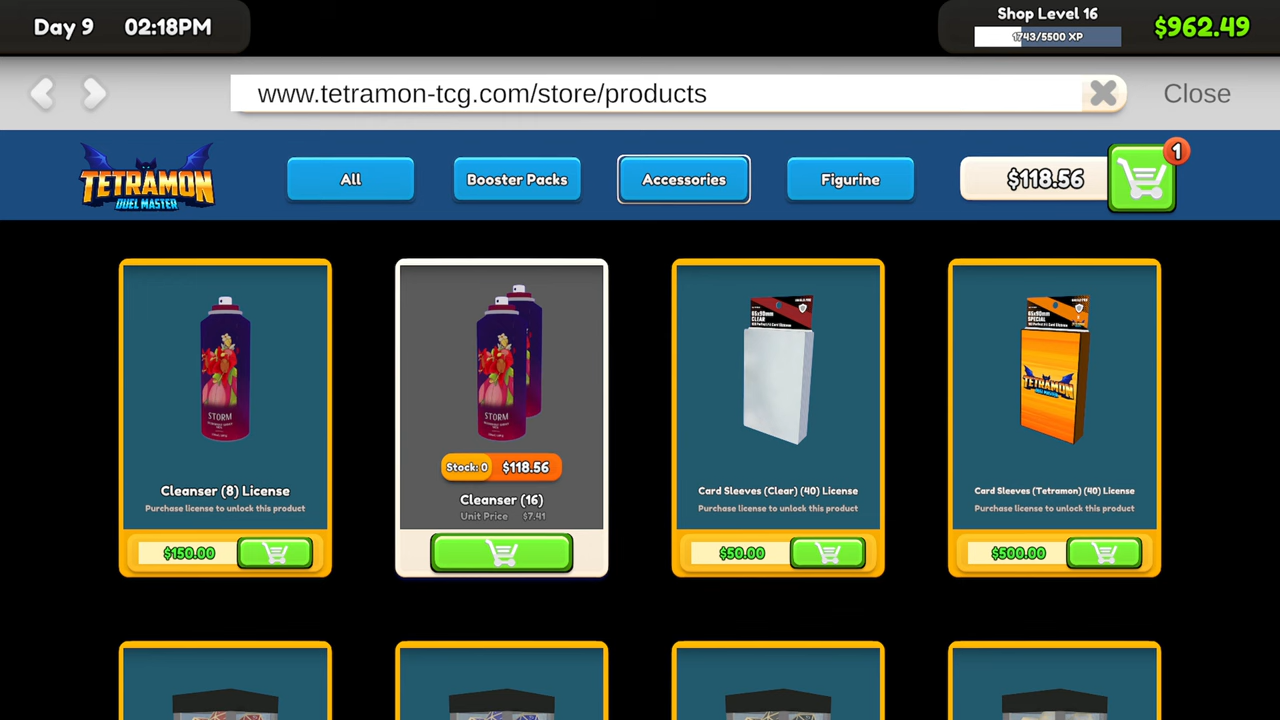 Day 9 02:18PM
Shop Level 16
1743/5500 XP
$962.49
www.tetramon-tcg.com/store/products
Close
TETRAMON
DUEL MASTER
All
Booster Packs
Accessories
Figurine
$118.56
1
STORM
Cleanser (8) License
Purchase license to unlock this product
$150.00
STORM
Stock: 0 $118.56
Cleanser (16)
Unit Price $7.41
65x90mm
CLEAR
Card Sleeves (Clear) (40) License
Purchase license to unlock this product
$50.00
65x90mm
SPECIAL
TETRAMON
Card Sleeves (Tetramon) (40) License
Purchase license to unlock this product
$500.00